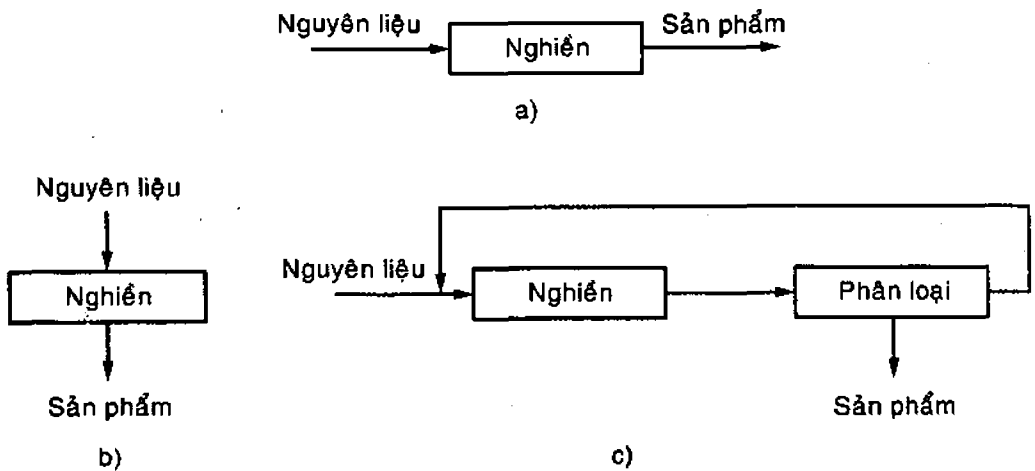 Nguyên liệu
Nghiền
Sản phẩm
a)
Nguyên liệu
Nghiền
Sản phẩm
b)
Nguyên liệu
Nghiền
Phân loại
Sản phẩm
c)